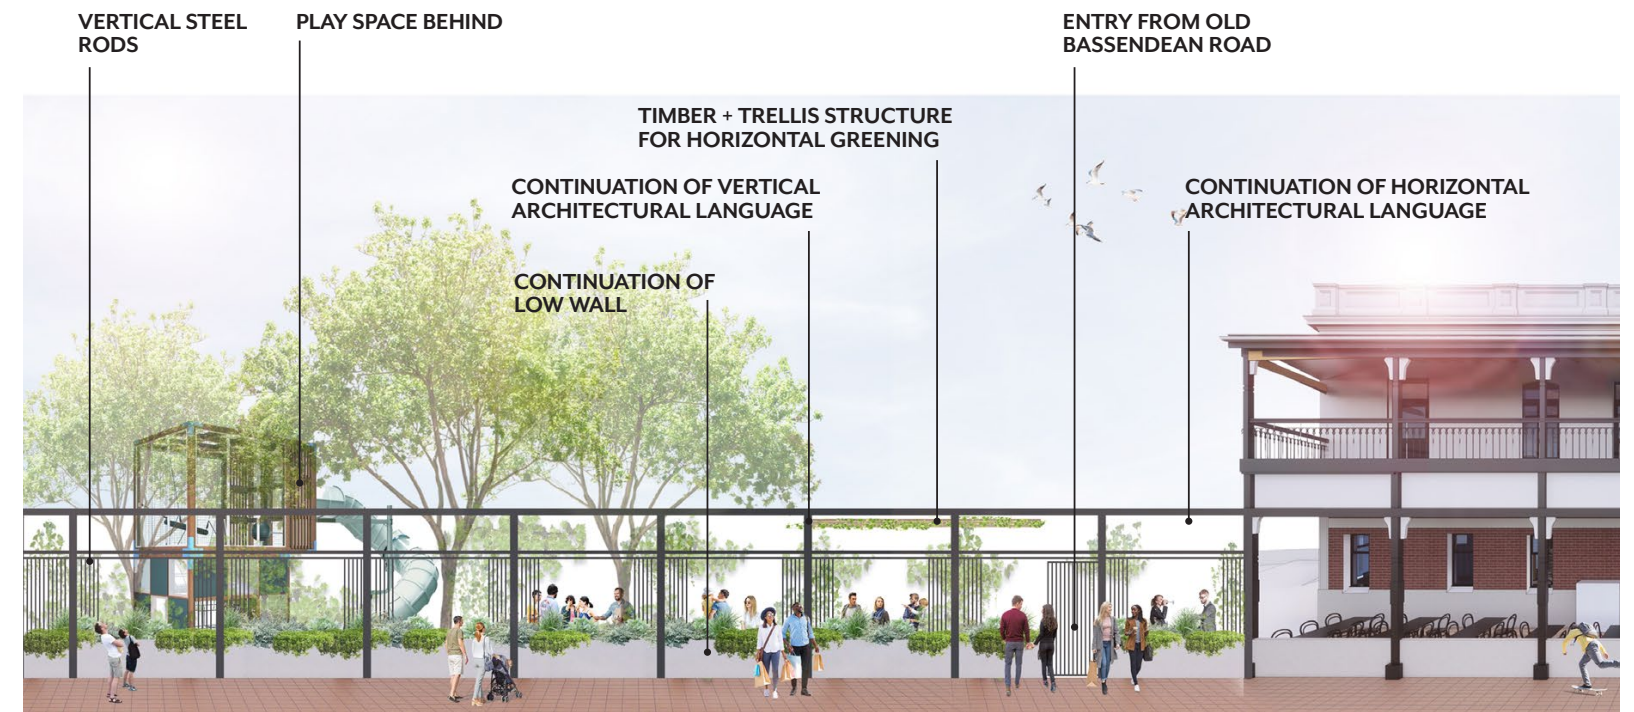 VERTICAL STEEL
RODS
PLAY SPACE BEHIND
ENTRY FROM OLD
BASSENDEAN ROAD
TIMBER + TRELLIS STRUCTURE
FOR HORIZONTAL GREENING
CONTINUATION OF VERTICAL
ARCHITECTURAL LANGUAGE
CONTINUATION OF HORIZONTAL
ARCHITECTURAL LANGUAGE
CONTINUATION OF
LOW WALL